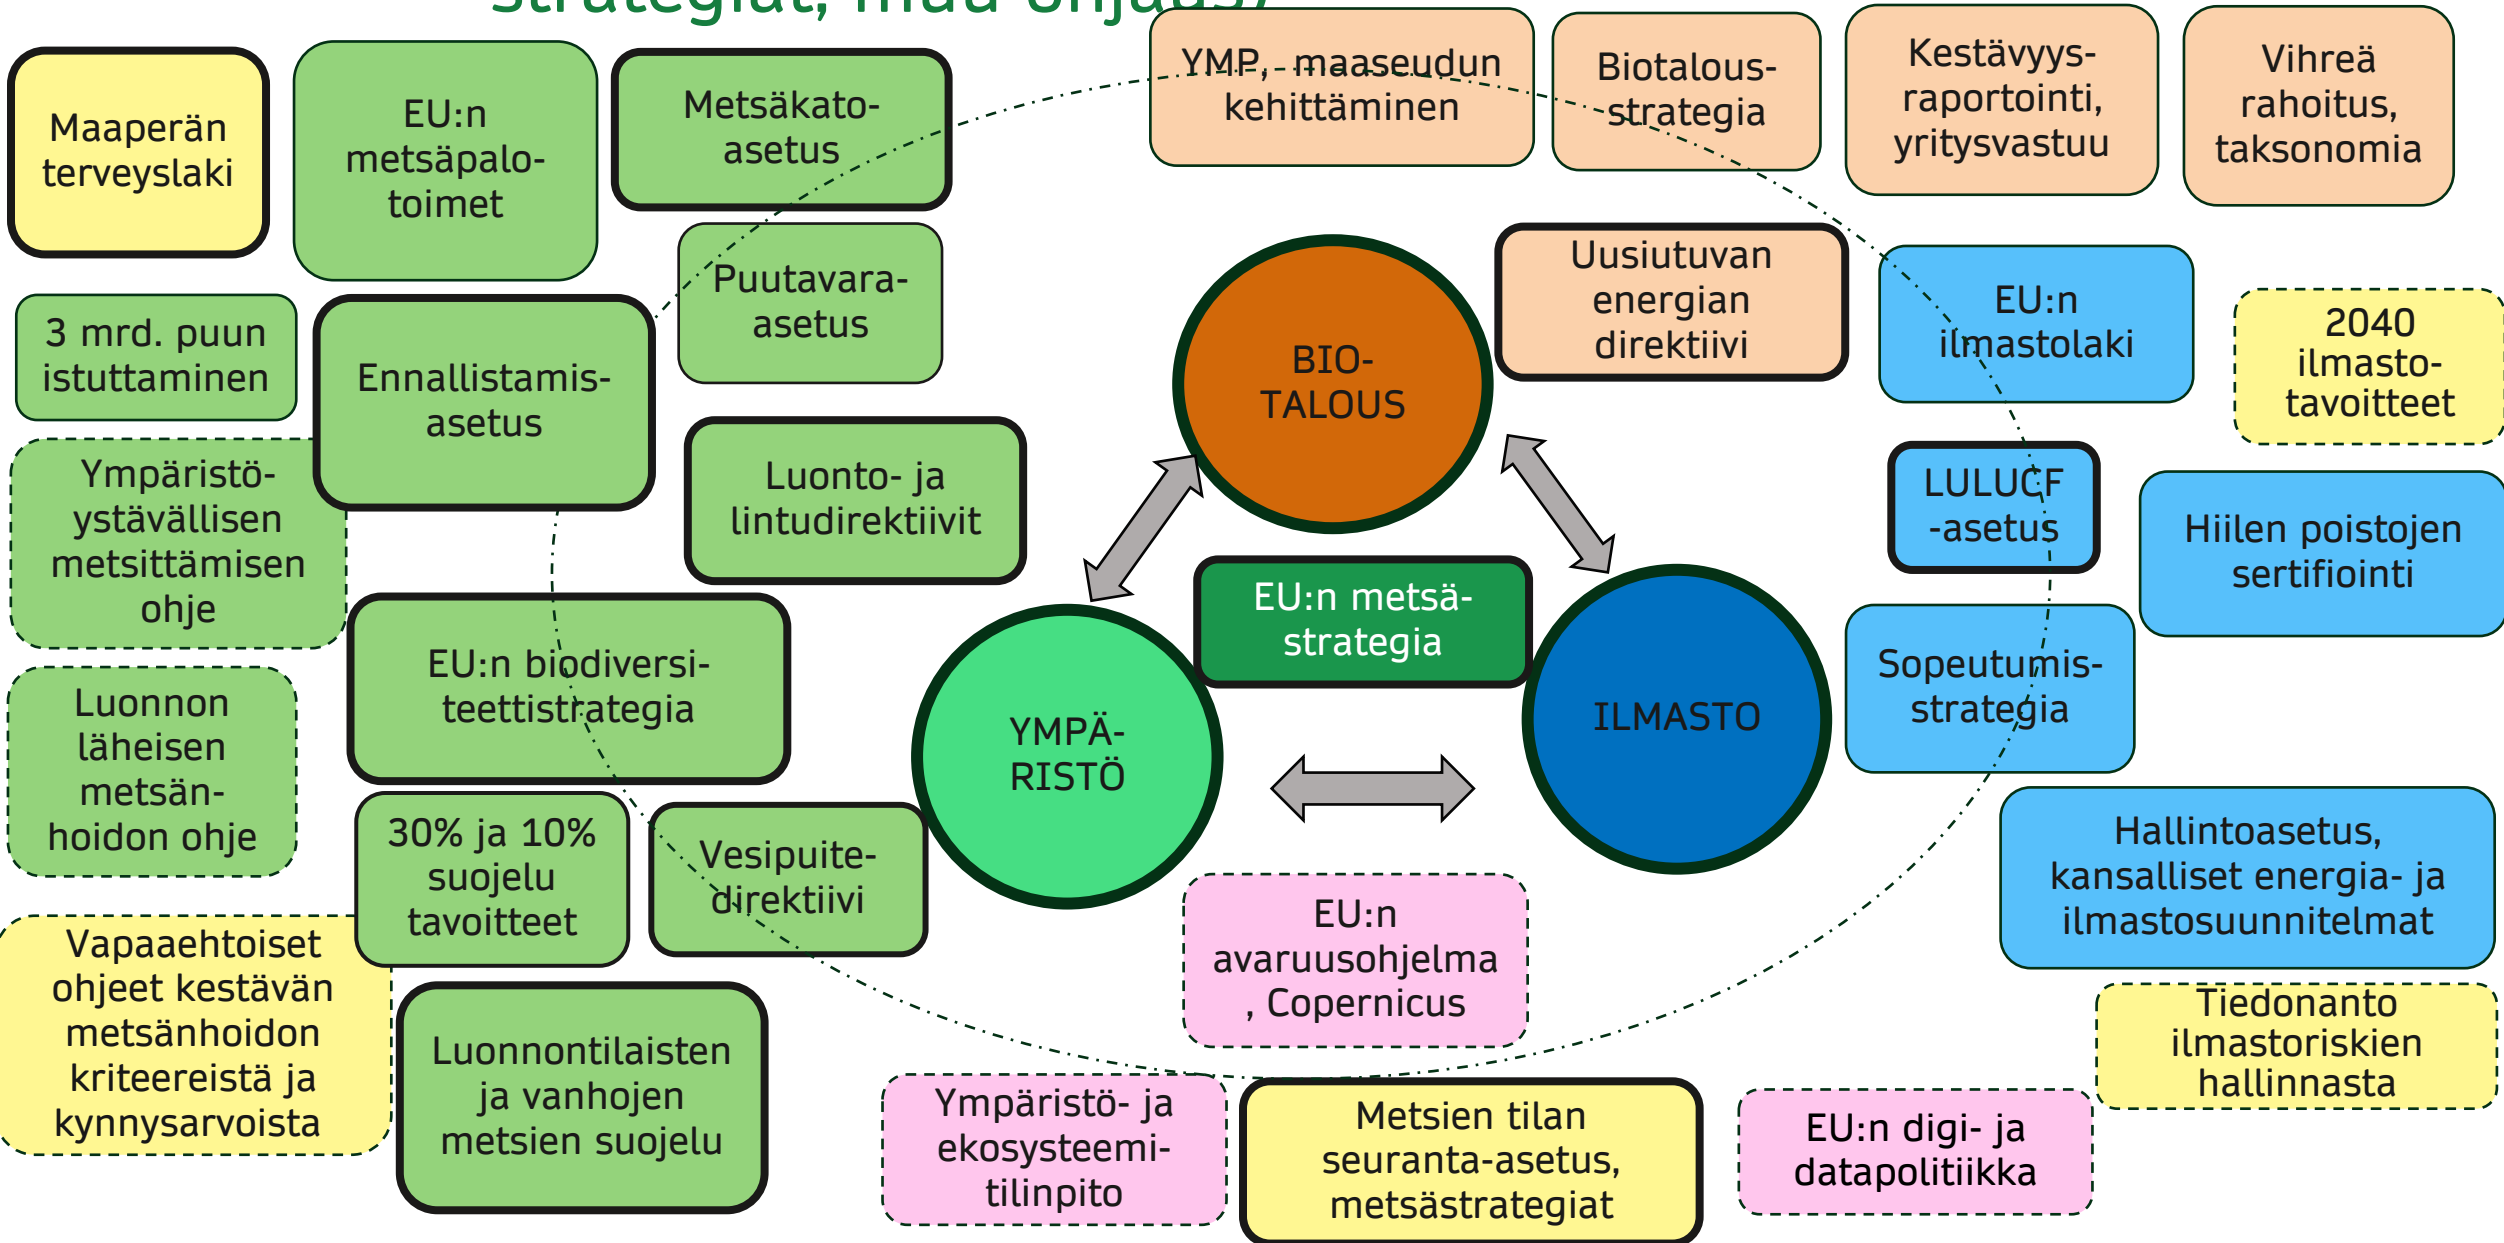 strategiat, muu ohjaus)
YMP, maaseudun
kehittäminen
Biotalous-
strategia
Kestävyys-
raportointi,
yritysvastuu
Vihreä
rahoitus,
taksonomia
Maaperän
terveyslaki
EU:n
metsäpalo-
toimet
Metsäkato-
asetus
Puutavara-
asetus
Uusiutuvan
energian
direktiivi
EU:n
ilmastolaki
2040
ilmasto-
tavoitteet
3 mrd. puun
istuttaminen
Ennallistamis-
asetus
BIO-
TALOUS
Luonto- ja
lintudirektiivit
LULUCF
-asetus
Hiilen poistojen
sertifiointi
Ympäristö-
ystävällisen
metsittämisen
ohje
EU:n metsä-
strategia
EU:n biodiversi-
teettistrategia
Sopeutumis-
strategia
Luonnon
läheisen
metsän-
hoidon ohje
YMPÄ-
RISTÖ
ILMASTO
30% ja 10%
suojelu
tavoitteet
Vesipuite-
direktiivi
Hallintoasetus,
kansalliset energia- ja
ilmastosuunnitelmat
EU:n
avaruusohjelma
, Copernicus
Vapaaehtoiset
ohjeet kestävän
metsänhoidon
kriteereistä ja
kynnysarvoista
Luonnontilaisten
ja vanhojen
metsien suojelu
Tiedonanto
ilmastoriskien
hallinnasta
Ympäristö- ja
ekosysteemi-
tilinpito
Metsien tilan
seuranta-asetus,
metsästrategiat
EU:n digi- ja
datapolitiikka